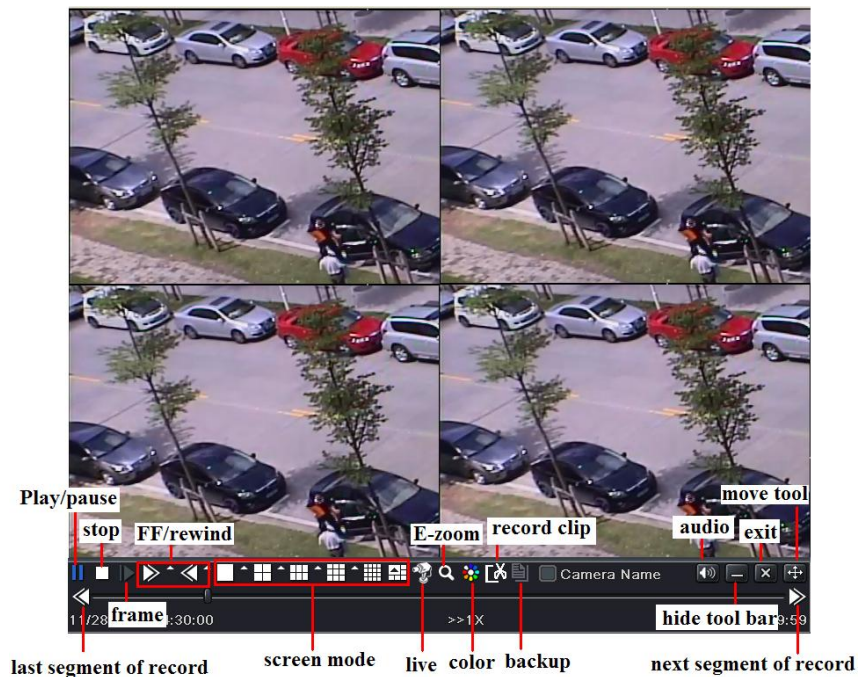 Play/pause
move tool
stop
FF/rewind
E-zoom
record clip
audio
exit
Camera Name
frame
hide tool bar
11/28
4:30:00
>>1X
9:59
last segment of record
screen mode
live
color
backup
next segment of record